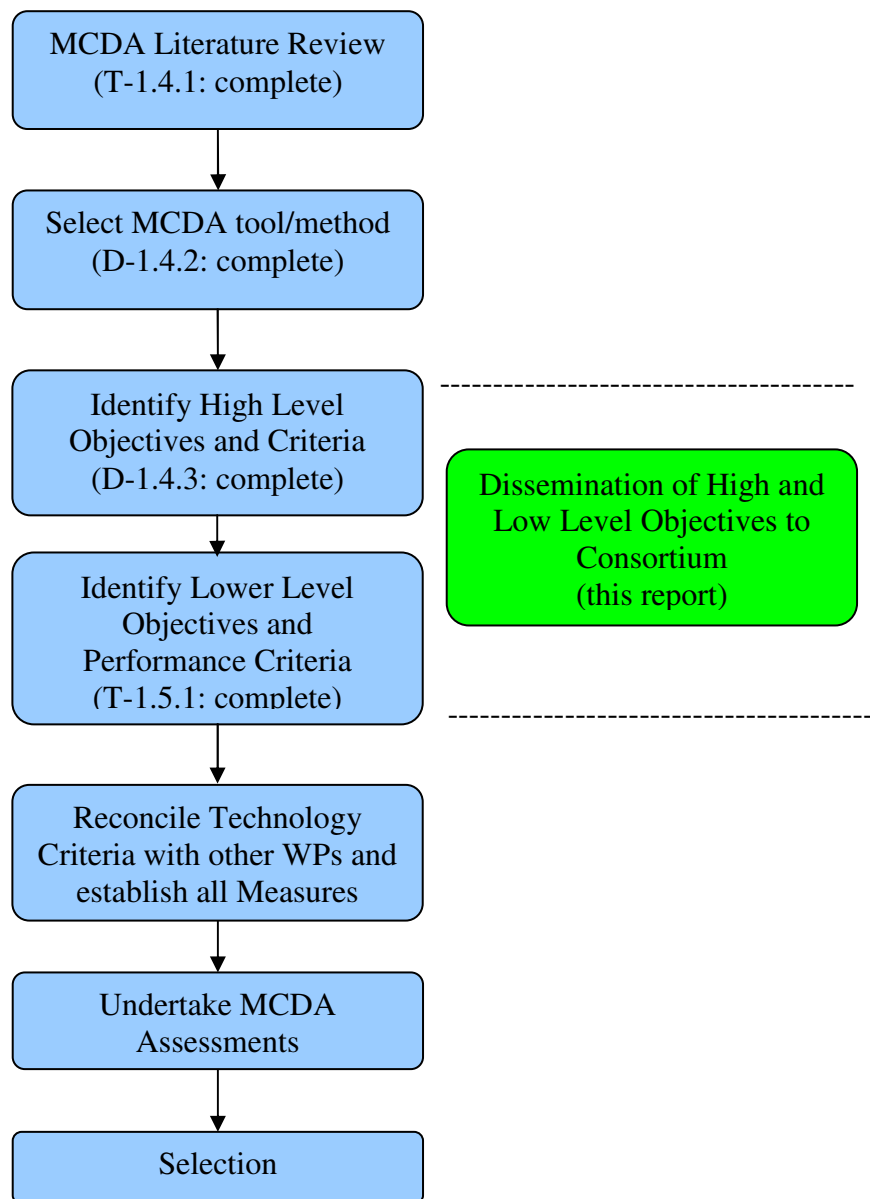 MCDA Literature Review
(T-1.4.1: complete)
Select MCDA tool/method
(D-1.4.2: complete)
Identify High Level
Objectives and Criteria
(D-1.4.3: complete)
Dissemination of High and
Low Level Objectives to
Consortium
(this report)
Identify Lower Level
Objectives and
Performance Criteria
(T-1.5.1: complete)
Reconcile Technology
Criteria with other WPs and
establish all Measures
Undertake MCDA
Assessments
Selection